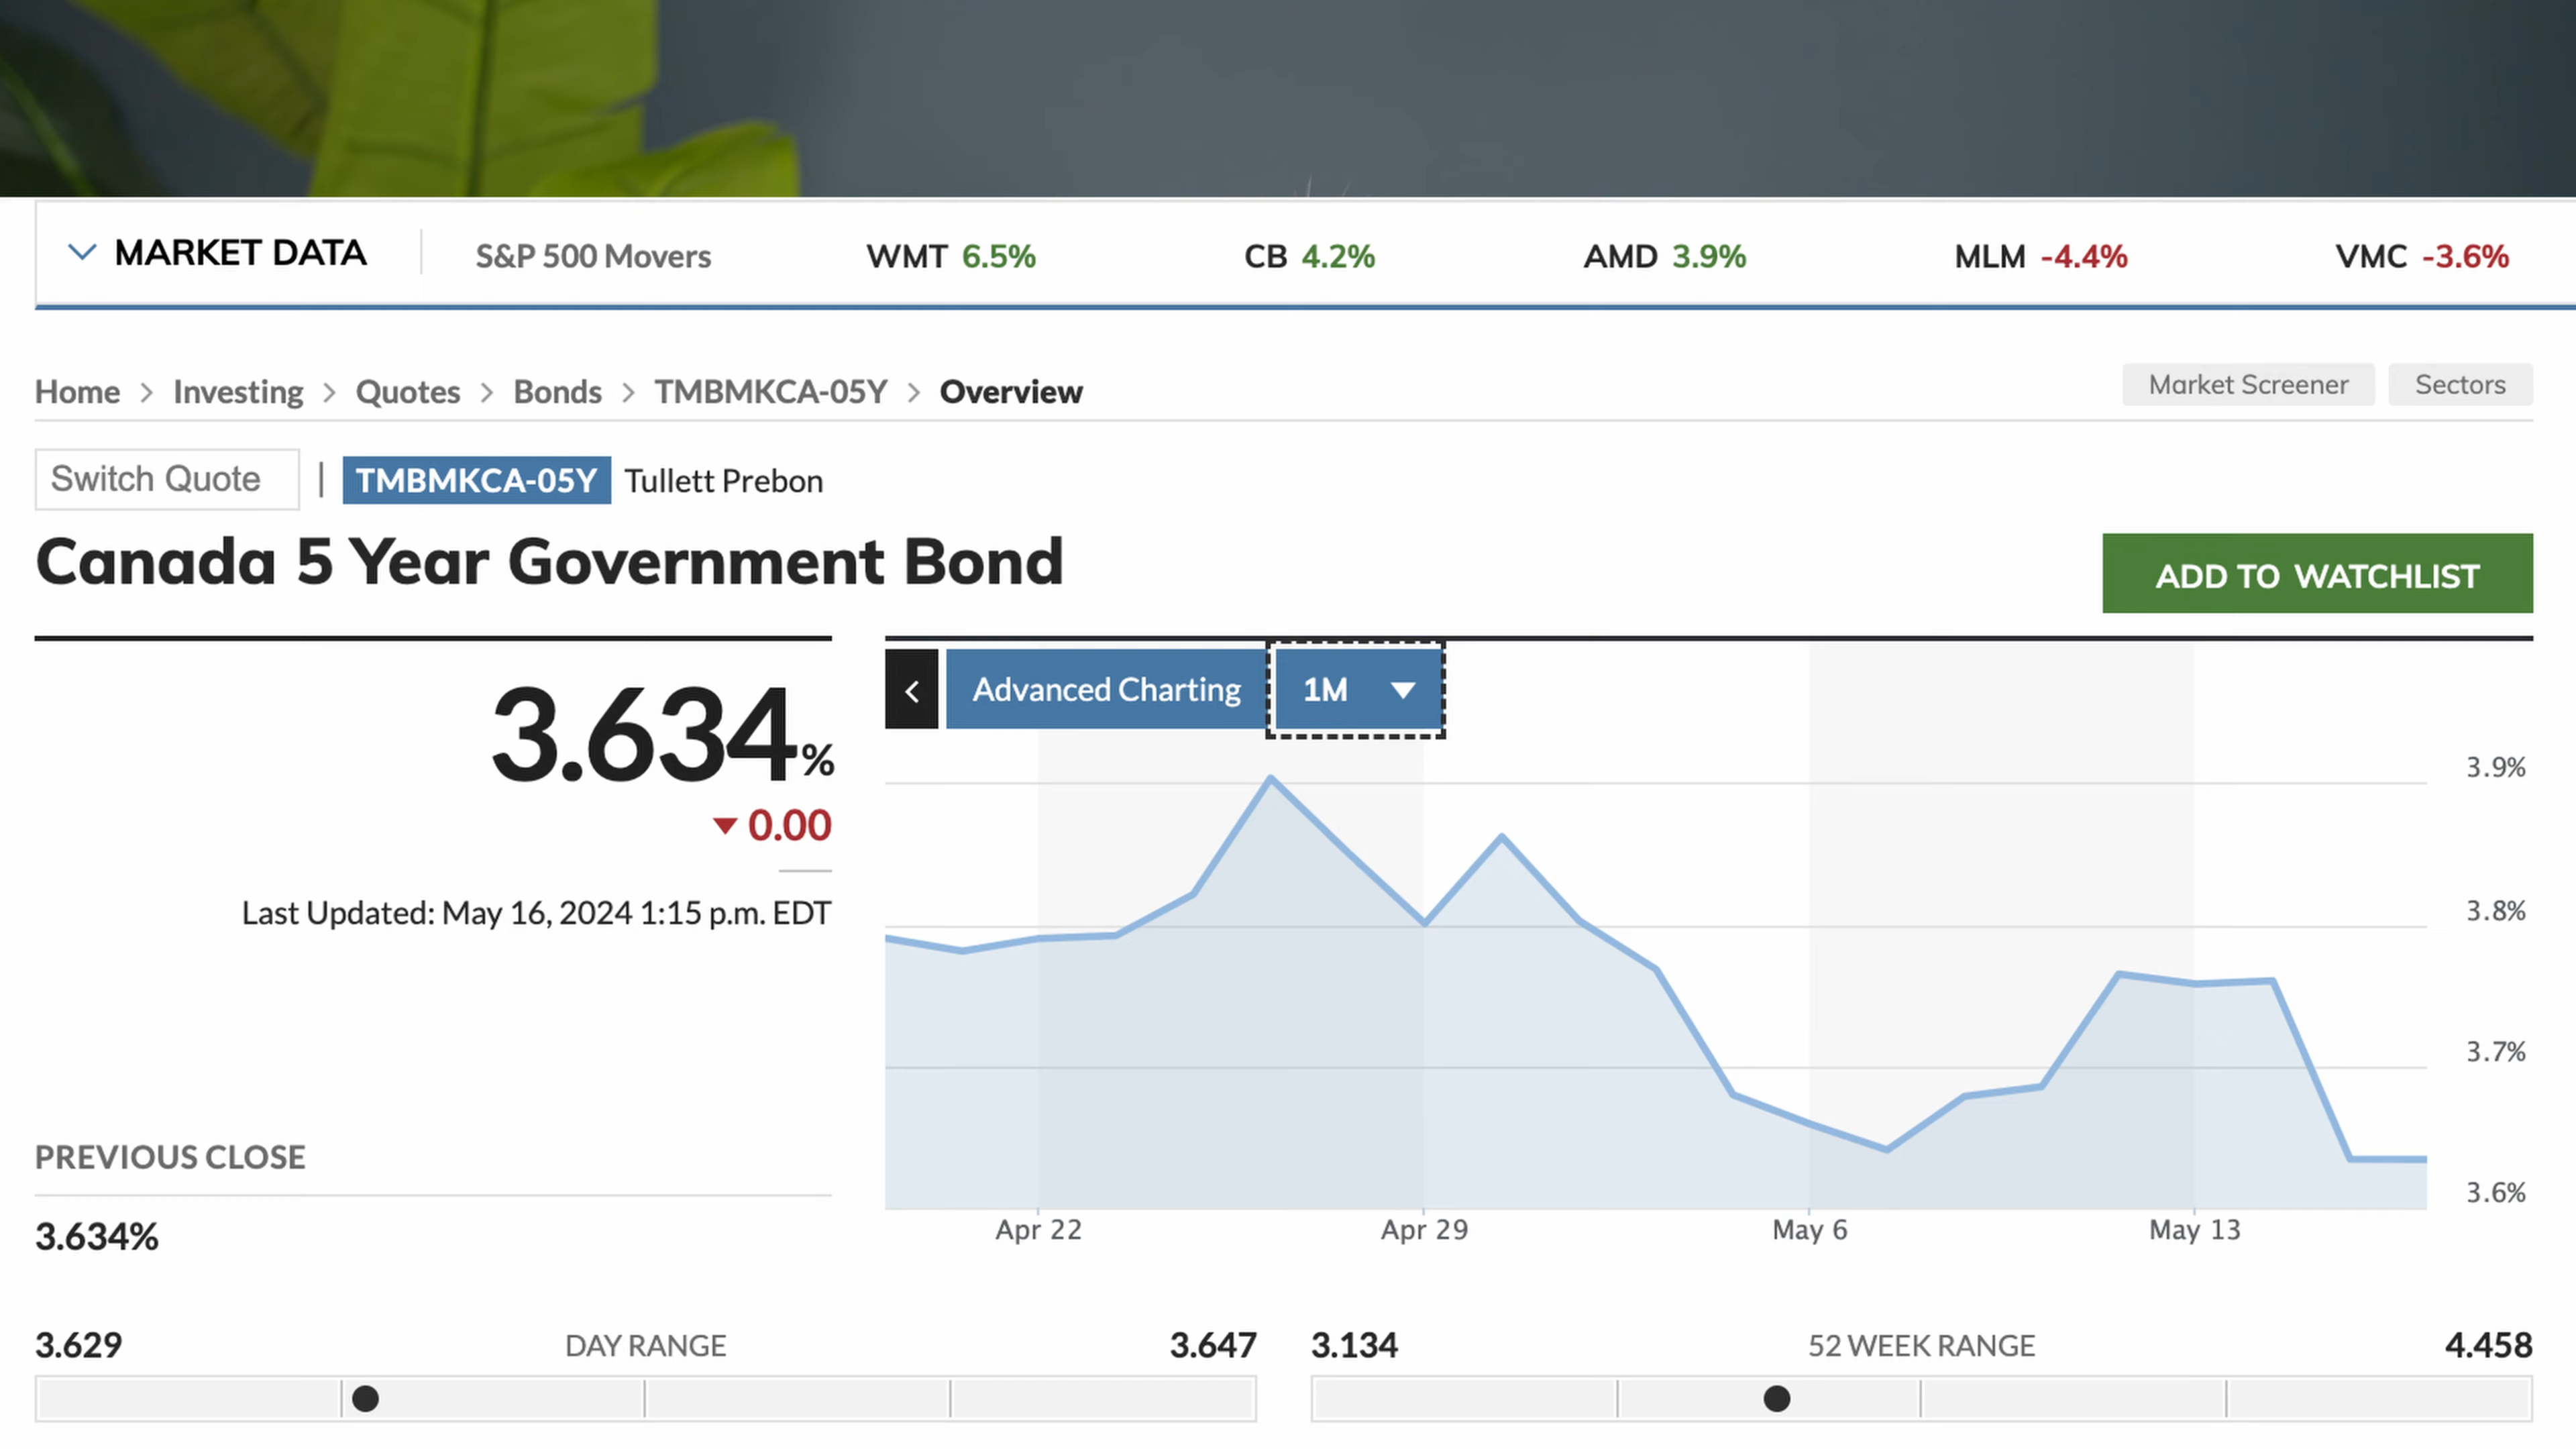 MARKET DATA
S&P 500 Movers
WMT 6.5%
CB 4.2%
AMD 3.9%
MLM -4.4%
VMC -3.6%
Home > Investing > Quotes > Bonds > TMBMKCA-05Y > Overview
Market Screener
Sectors
Switch Quote | TMBMKCA-05Y Tullett Prebon
Canada 5 Year Government Bond
ADD TO WATCHLIST
3.634%
0.00
Last Updated: May 16, 2024 1:15 p.m. EDT
PREVIOUS CLOSE
3.634%
Advanced Charting
1M
3.9%
3.8%
3.7%
3.6%
Apr 22
Apr 29
May 6
May 13
3.629 DAY RANGE 3.647
3.134 52 WEEK RANGE 4.458